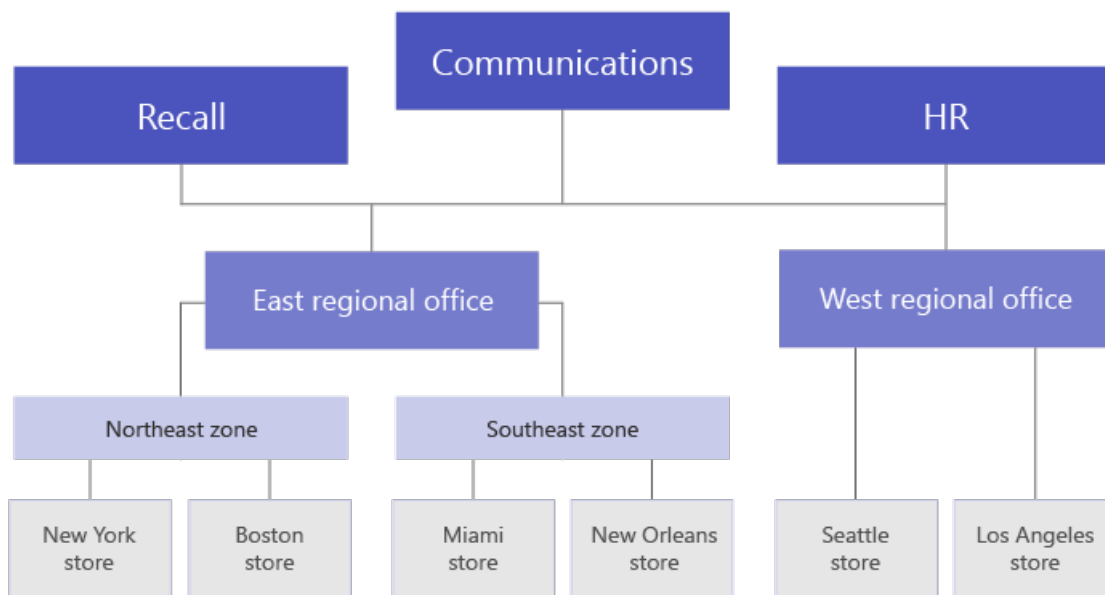 Communications
Recall
HR
East regional office
West regional office
Northeast zone
Southeast zone
New York
store
Boston
store
Miami
store
New Orleans
store
Seattle
store
Los Angeles
store